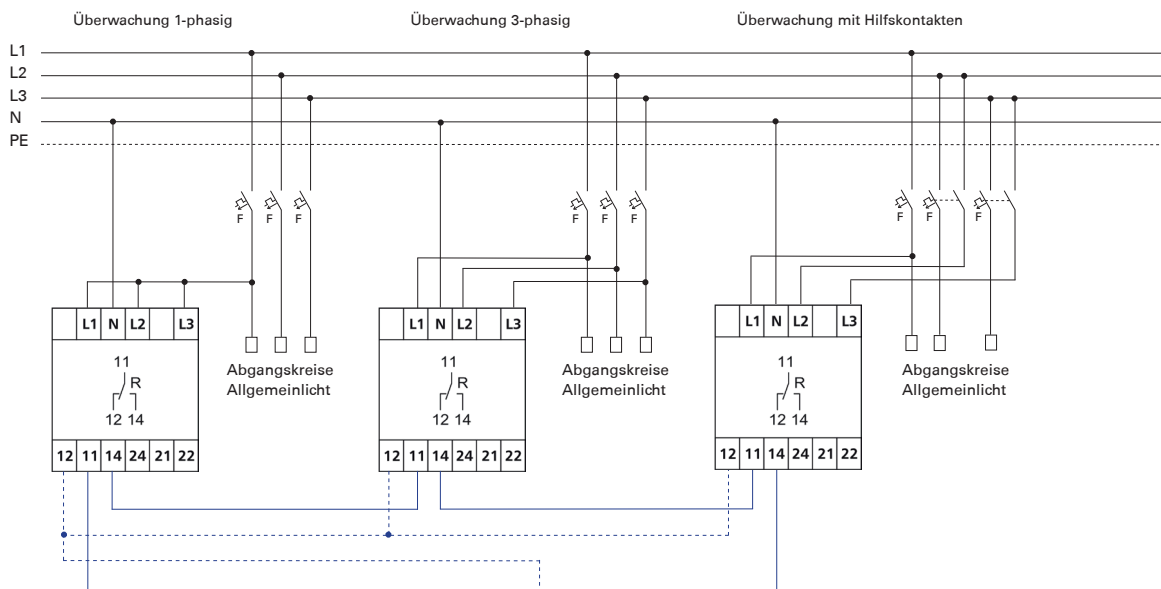 Überwachung 1-phasig
Überwachung 3-phasig
Überwachung mit Hilfskontakten
L1
L2
L3
N
PE
F F F
F F F
F F F
L1 N L2 L3
11
R
12 14
12 11 14 24 21 22
Abgangskreise
Allgemeinlicht
L1 N L2 L3
11
R
12 14
12 11 14 24 21 22
Abgangskreise
Allgemeinlicht
L1 N L2 L3
11
R
12 14
12 11 14 24 21 22
Abgangskreise
Allgemeinlicht